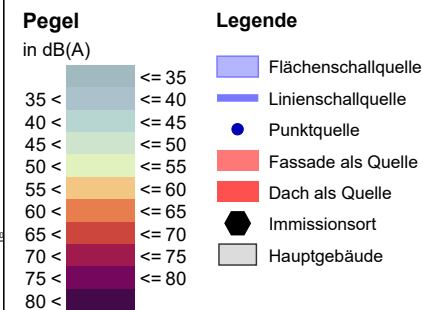 Pegel
in dB(A)
<= 35
35 < <= 40
40 < <= 45
45 < <= 50
50 < <= 55
55 < <= 60
60 < <= 65
65 < <= 70
70 < <= 75
75 < <= 80
80 <
Legende
Flächenschallquelle
Linienschallquelle
Punktquelle
Fassade als Quelle
Dach als Quelle
Immissionsort
Hauptgebäude